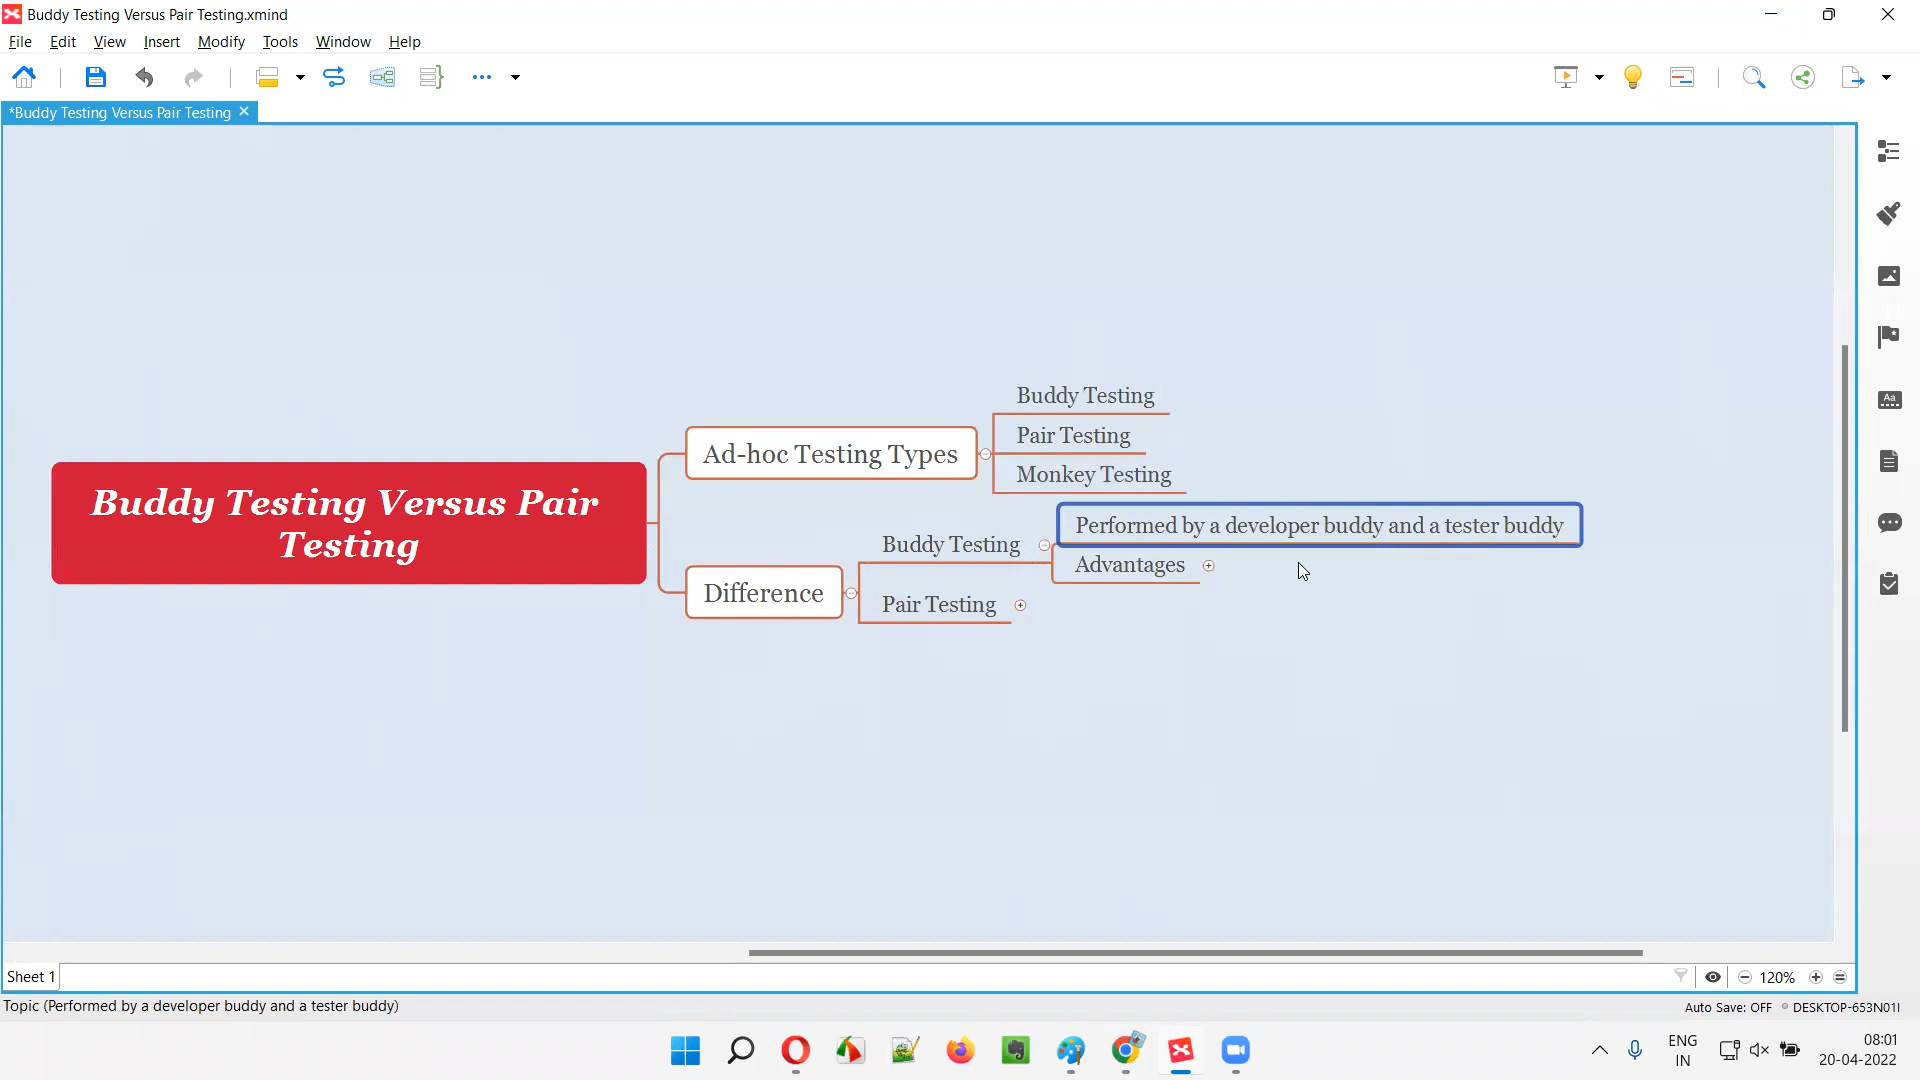 Buddy Testing Versus Pair Testing.xmind
File Edit View Insert Modify Tools Window Help
*Buddy Testing Versus Pair Testing
Buddy Testing Versus Pair
Testing
Ad-hoc Testing Types
Buddy Testing
Pair Testing
Monkey Testing
Difference
Buddy Testing
Performed by a developer buddy and a tester buddy
Advantages
Pair Testing
Aa
Sheet 1
120%
Topic (Performed by a developer buddy and a tester buddy)
Auto Save: OFF
DESKTOP-653N01I
ENG
IN
08:01
20-04-2022